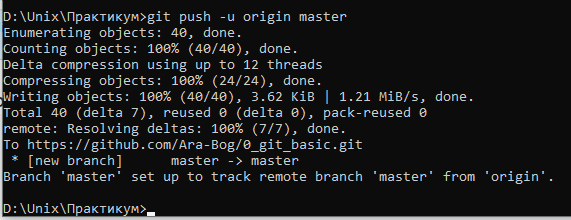 D:\Unix\Практикум>git push -u origin master
Enumerating objects: 40, done.
Counting objects: 100% (40/40), done.
Delta compression using up to 12 threads
Compressing objects: 100% (24/24), done.
Writing objects: 100% (40/40), 3.62 KiB | 1.21 MiB/s, done.
Total 40 (delta 7), reused 0 (delta 0), pack-reused 0
remote: Resolving deltas: 100% (7/7), done.
To https://github.com/Ara-Bog/0_git_basic.git
 * [new branch]      master -> master
Branch 'master' set up to track remote branch 'master' from 'origin'.
D:\Unix\Практикум>